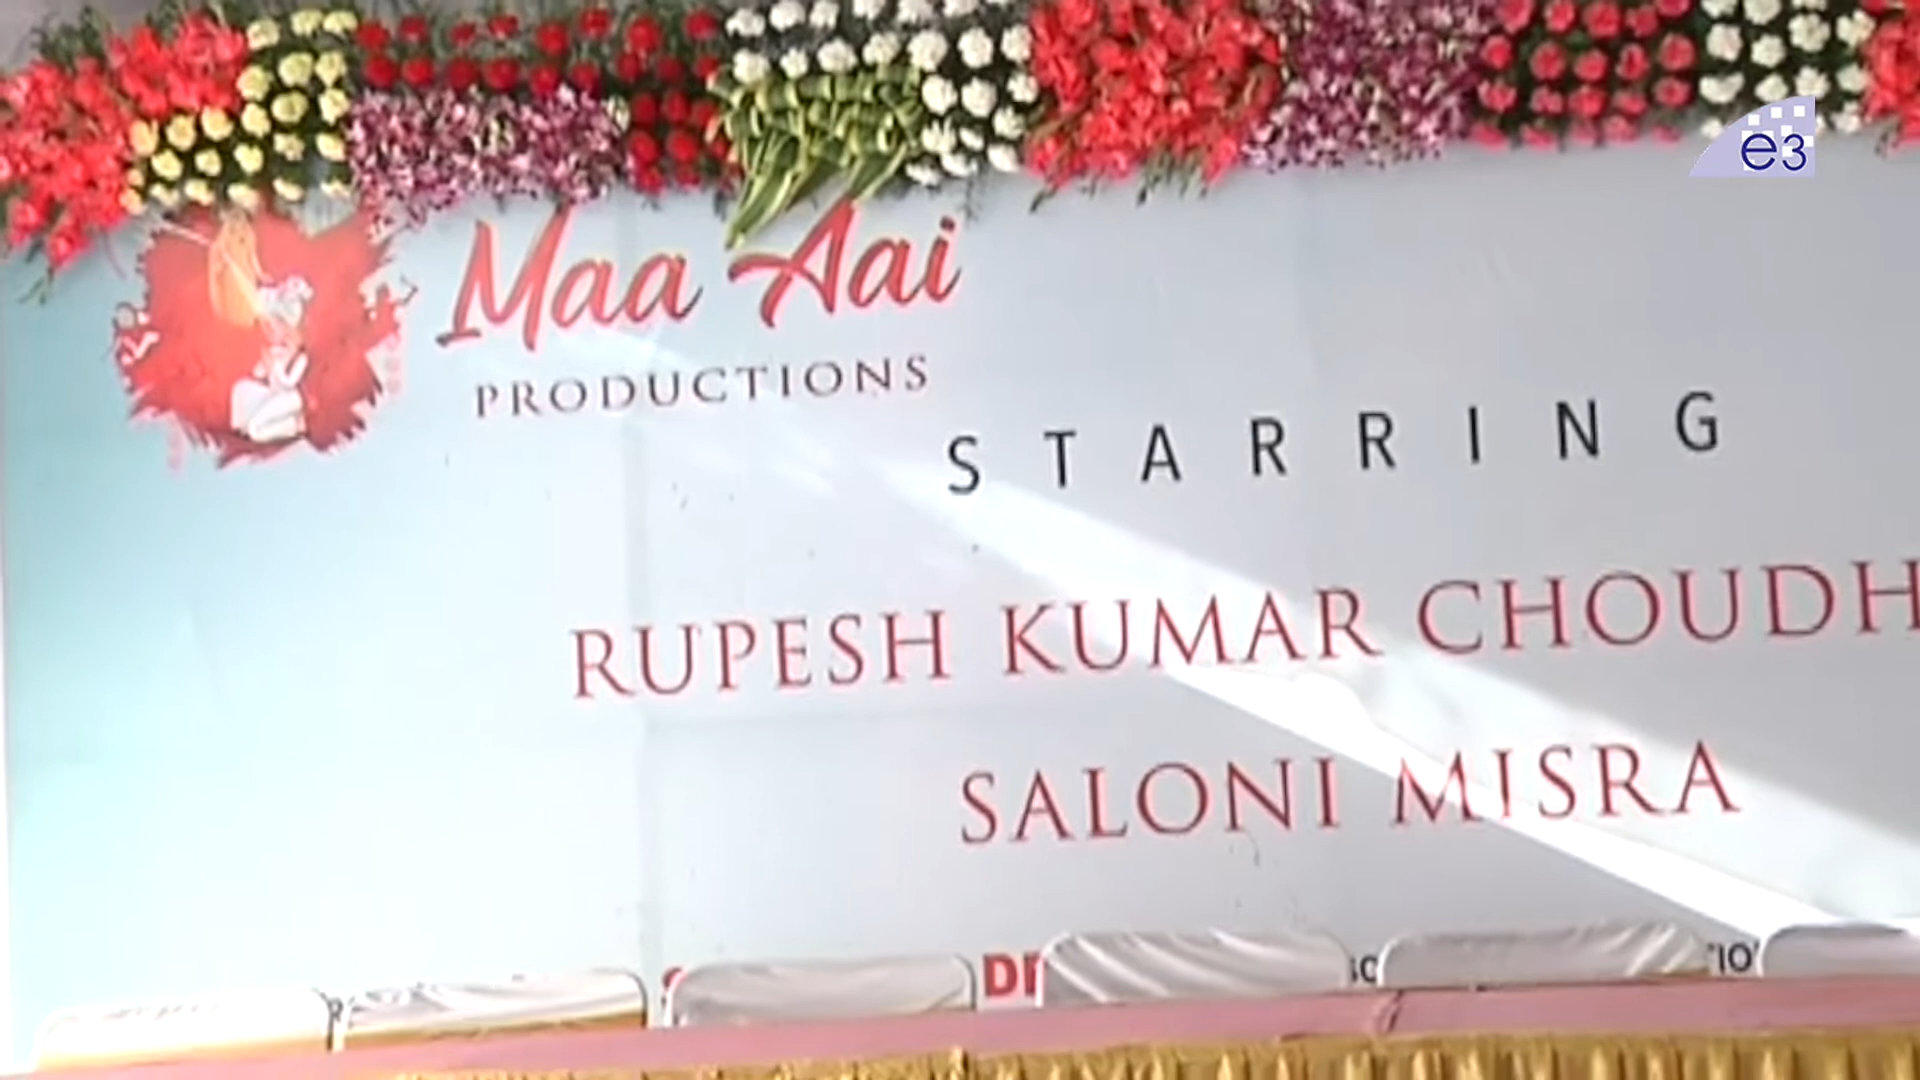 e3
Maa Aai
PRODUCTIONS
STARRING
RUPESH KUMAR CHOUDH
SALONI MISRA